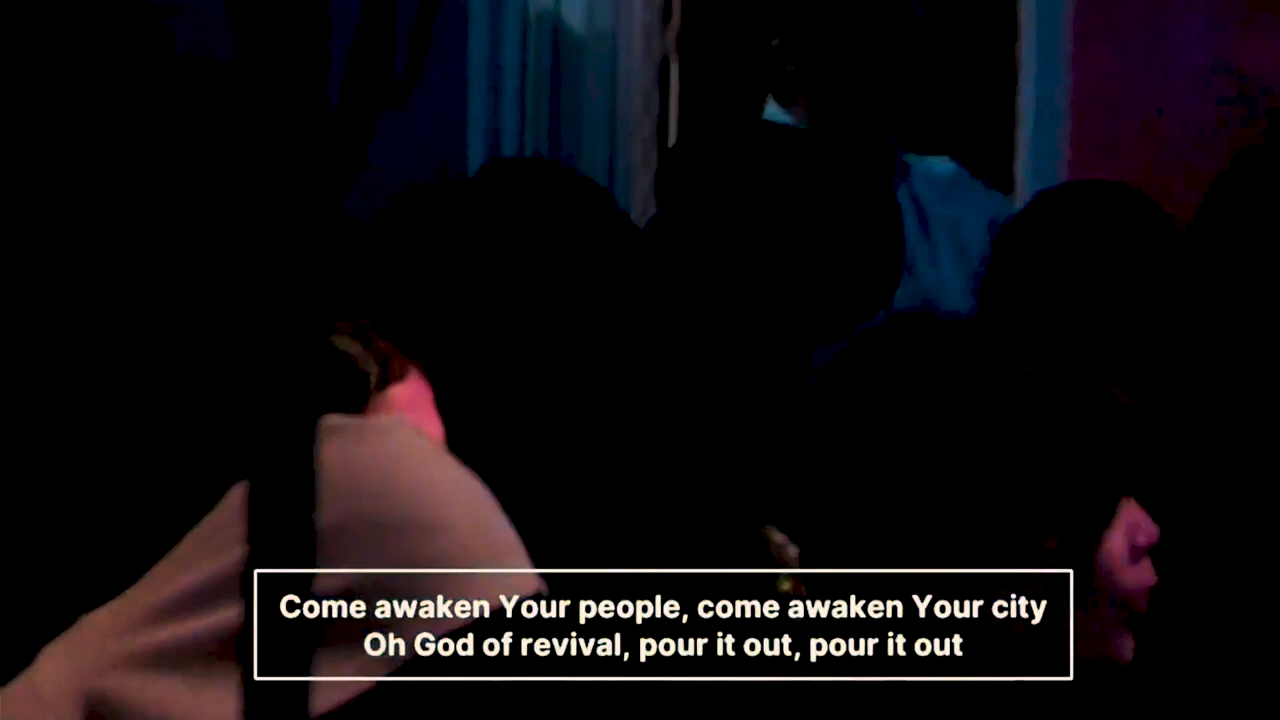 Come awaken Your people, come awaken Your city
Oh God of revival, pour it out, pour it out